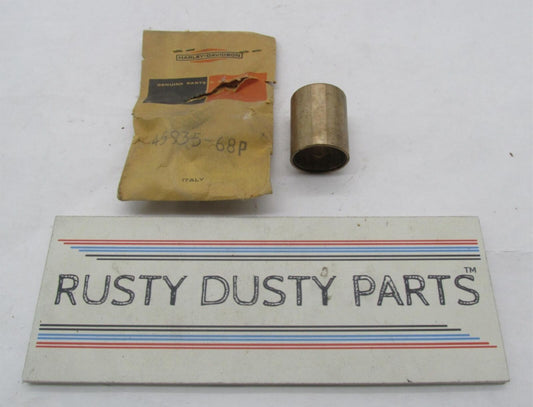 HARLEY-DAVIDSON
GENUINE PARTS
45935-68P
ITALY
RUSTY DUSTY PARTS™